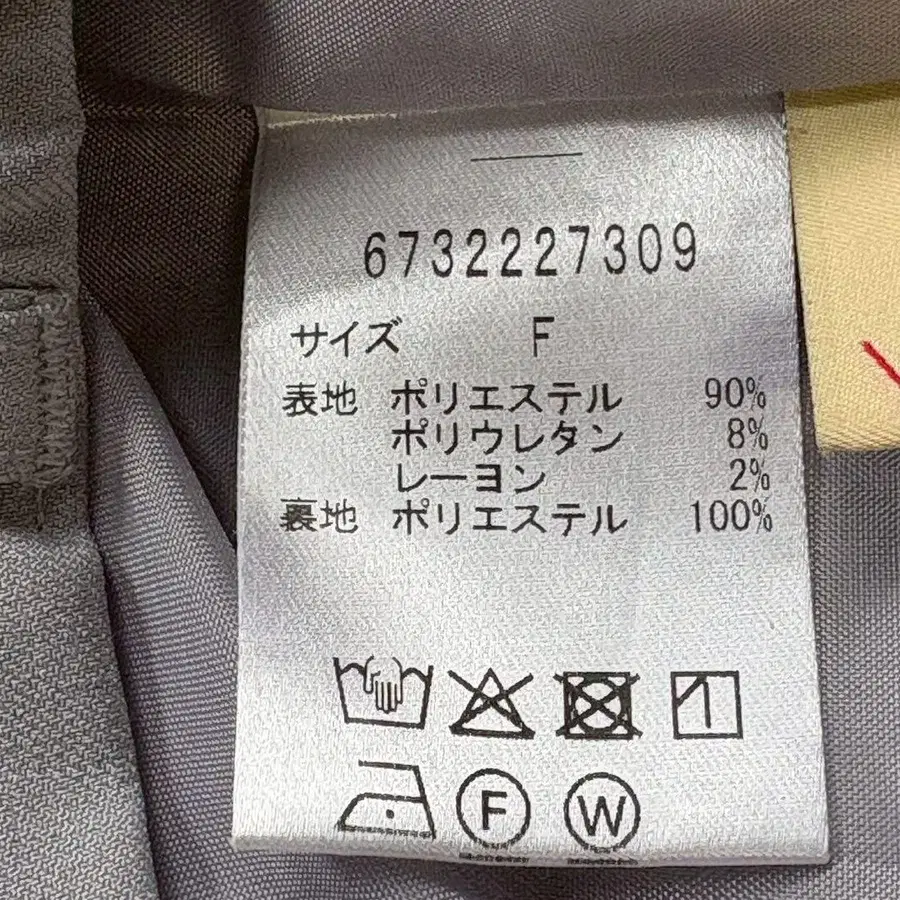 6732227309
サイズ F
表地 ポリエステル 90%
ポリウレタン 8%
レーヨン 2%
裏地 ポリエステル 100%
F W